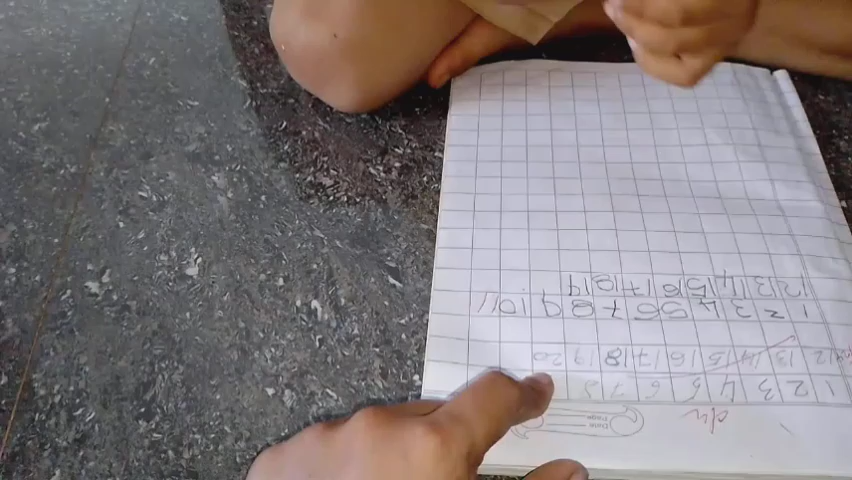 Date
Page
1 2 3 4 5 6 7 8
12 13 14 15 16 17 18 19 20
1 2 3 4 5 6 7 8 9 10 11
12 13 14 15 16 17 18 19